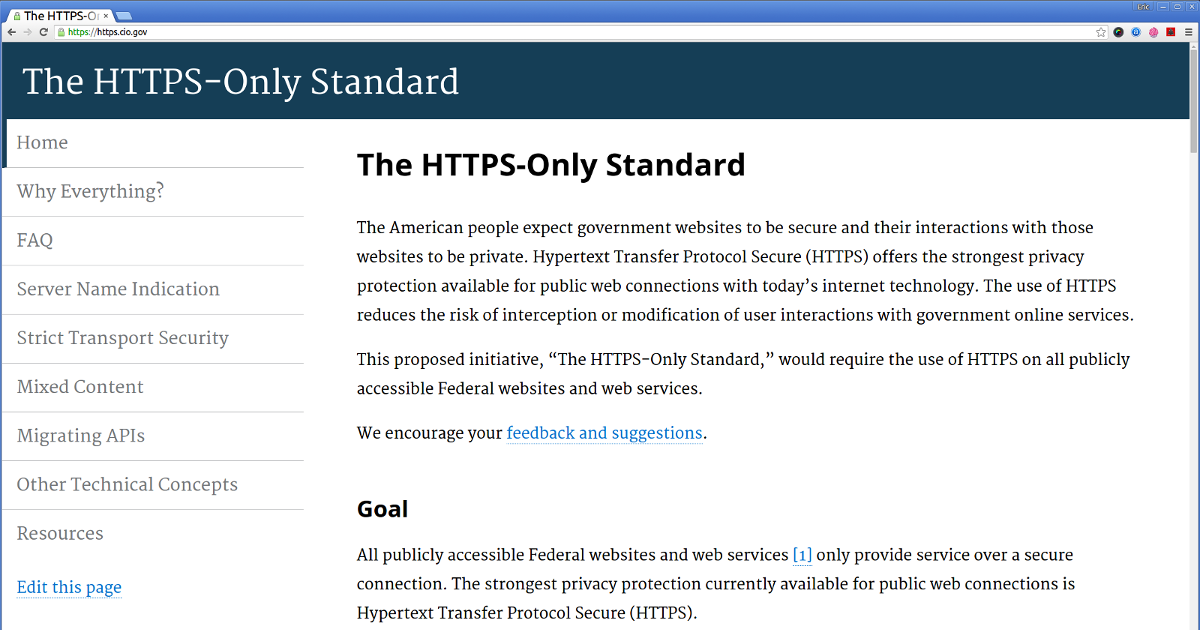 Eric
The HTTPS-O
https://https.cio.gov
The HTTPS-Only Standard
Home
Why Everything?
FAQ
Server Name Indication
Strict Transport Security
Mixed Content
Migrating APIs
Other Technical Concepts
Resources
Edit this page
The HTTPS-Only Standard
The American people expect government websites to be secure and their interactions with those
websites to be private. Hypertext Transfer Protocol Secure (HTTPS) offers the strongest privacy
protection available for public web connections with today’s internet technology. The use of HTTPS
reduces the risk of interception or modification of user interactions with government online services.
This proposed initiative, “The HTTPS-Only Standard,” would require the use of HTTPS on all publicly
accessible Federal websites and web services.
We encourage your feedback and suggestions.
Goal
All publicly accessible Federal websites and web services [1] only provide service over a secure
connection. The strongest privacy protection currently available for public web connections is
Hypertext Transfer Protocol Secure (HTTPS).